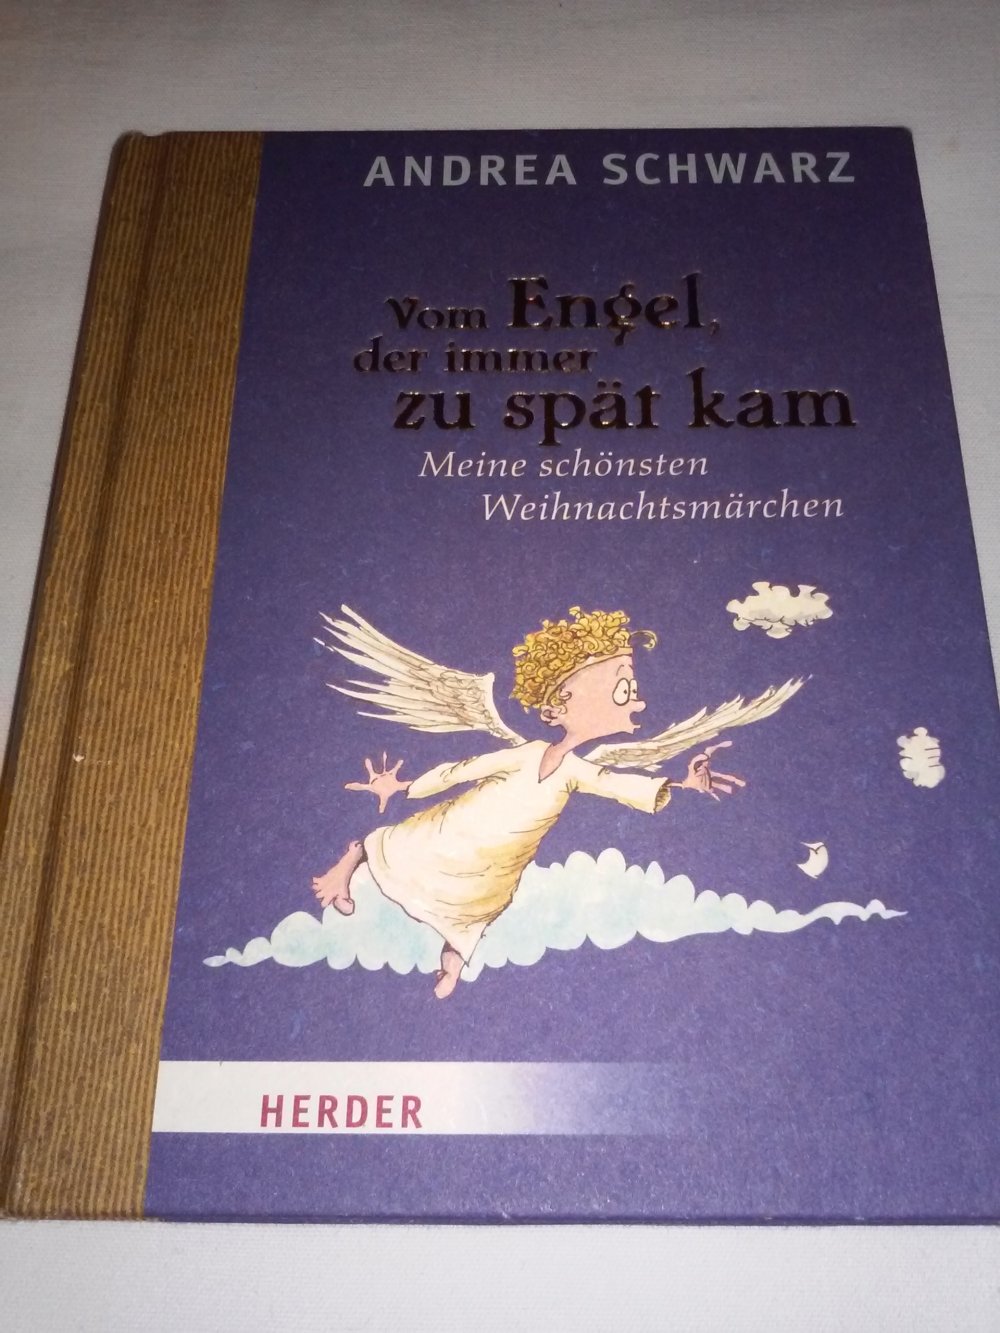 ANDREA SCHWARZ
Vom Engel,
der immer
zu spät kam
Meine schönsten
Weihnachtsmärchen
HERDER